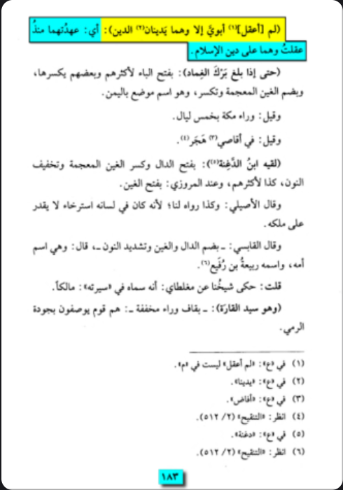 (لم [أعقل](١) أبويَّ إلا وهما يَدينان(٢) الدين): أي: عهدتهما منذُ
عقلتُ وهما على دين الإسلام.
(حتى إذا بلغ بَرْكَ الغِماد): بفتح الباء لأكثرهم وبعضهم يكسرها،
وبضم الغين المعجمة وتكسر، وهو اسم موضع باليمن.
وقيل: وراء مكة بخمس ليال.
وقيل: في أقاصي(٣) هَجَر(٤).
(لقيه ابنُ الدَّغِنة(٥)): بفتح الدال وكسر الغين المعجمة وتخفيف
النون، كذا لأكثرهم، وعند المروزي: بفتح الغين.
وقال الأصيلي: وكذا رواه لنا؛ لأنه كان في لسانه استرخاء لا يقدر
على ملكه.
وقال القابسي: ـ بضم الدال والغين وتشديد النون ـ، قال: وهي اسم
أمه، واسمه ربيعةُ بن رُفَيع(٦).
قلت: حكى شيخُنا عن مغلطاي: أنه سماه في «سيرته»: مالكاً.
(وهو سيد القارَة): ـ بقاف وراء مخففة ـ: هم قوم يوصفون بجودة
الرمي.
(١) في «ع»: «لم أعقل» ليست في «م».
(٢) في «ع»: «يدينا».
(٣) في «ع»: «أقاض».
(٤) انظر: «التنقيح» (٢/ ٥١٢).
(٥) في «ع»: «دغنة».
(٦) انظر: «التنقيح» (٢/ ٥١٢).
١٨٣